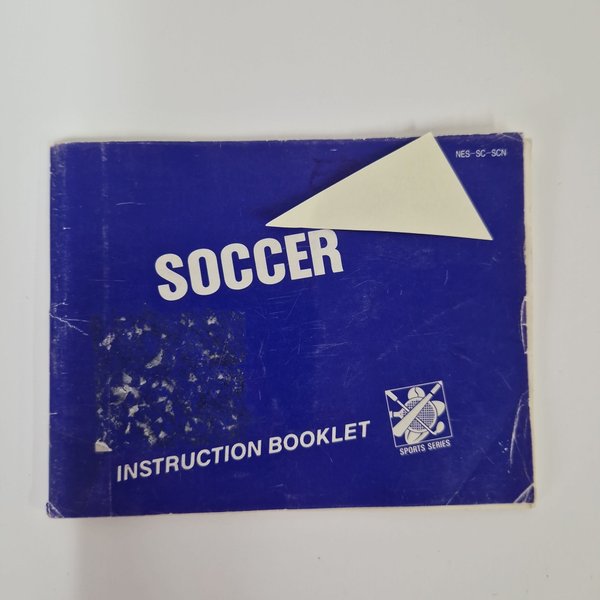 NES-SC-SCN
SOCCER
INSTRUCTION BOOKLET
SPORTS SERIES